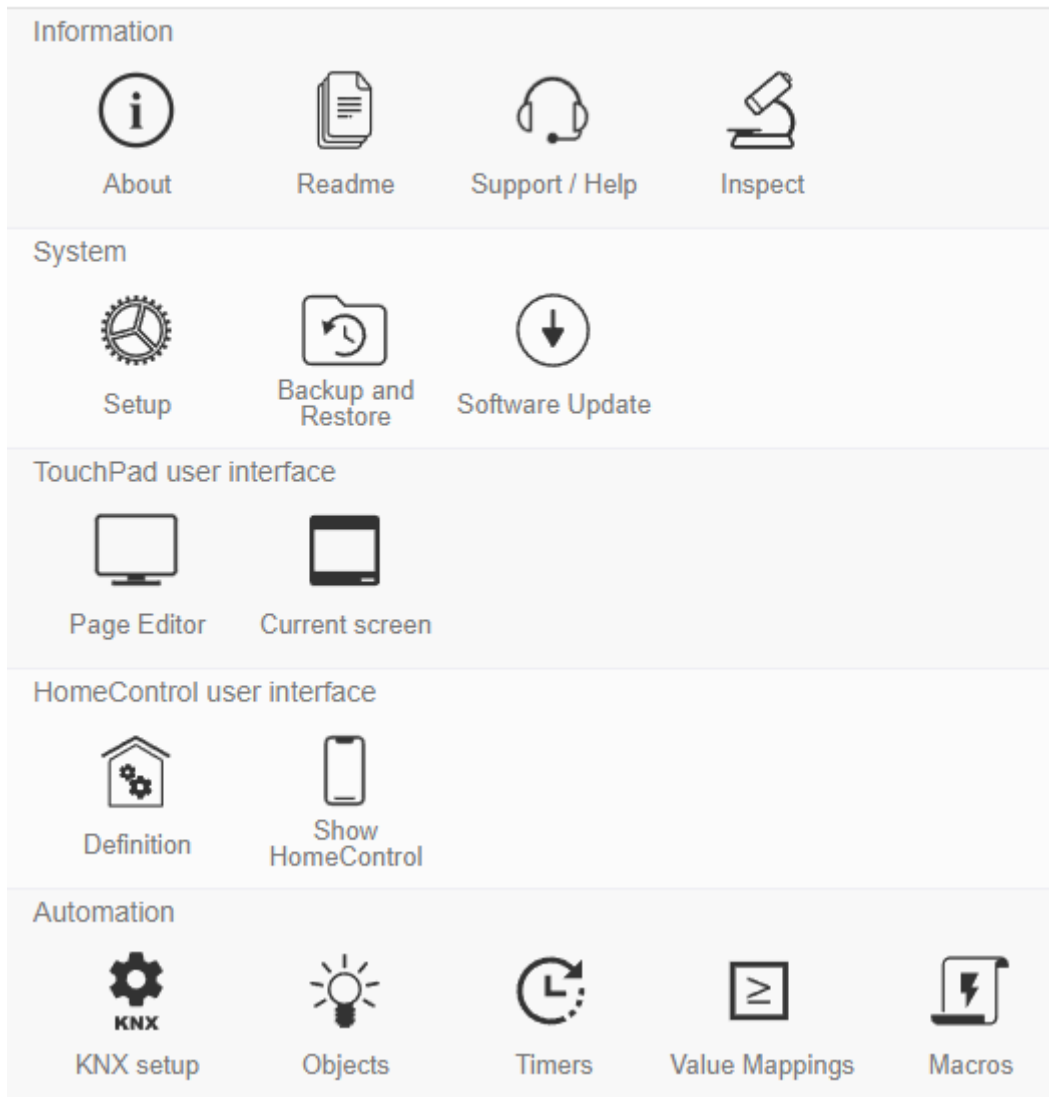 Information
About
Readme
Support / Help
Inspect
System
Setup
Backup and
Restore
Software Update
TouchPad user interface
Page Editor
Current screen
HomeControl user interface
Definition
Show
HomeControl
Automation
KNX
KNX setup
Objects
Timers
≥
Value Mappings
Macros